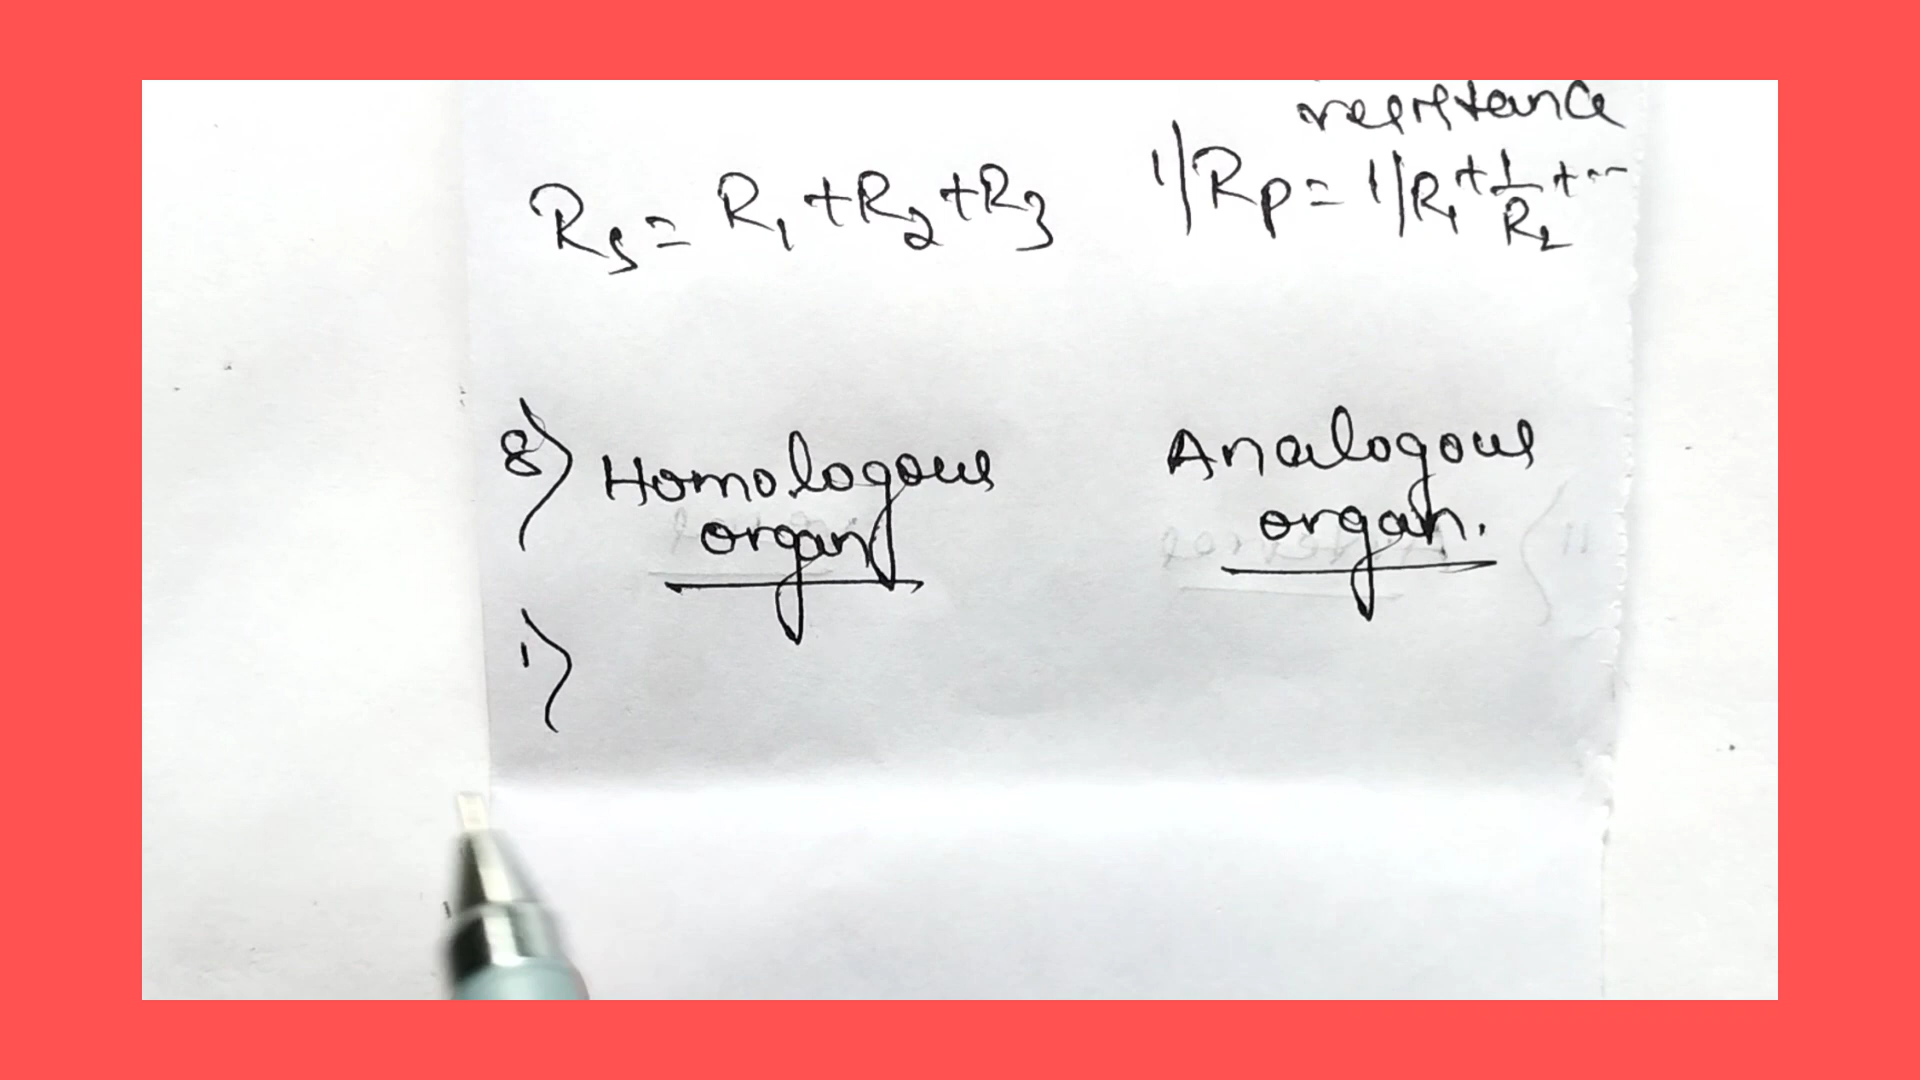 resistance
Rs = R1 + R2 + R3
1/Rp = 1/R1 + 1/R2 + ...
8) Homologous organ
Analogous organ.
1)